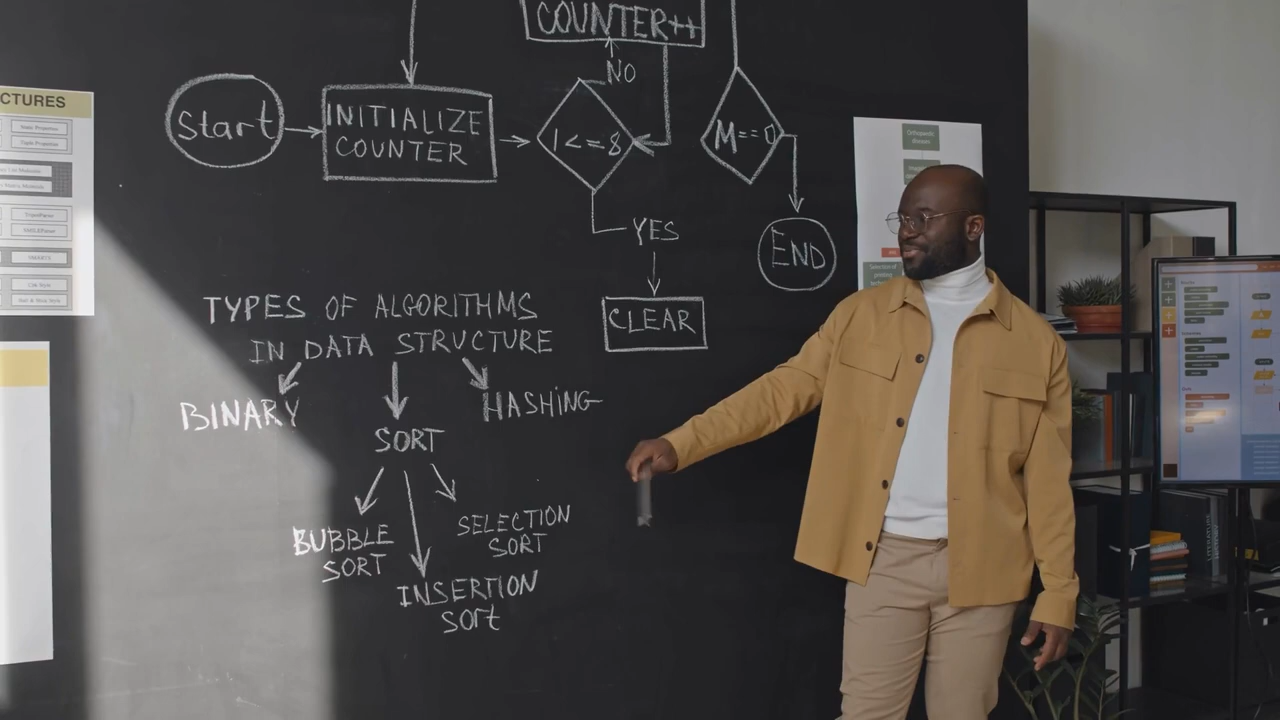 COUNTER++
NO
CTURES
Start
INITIALIZE
COUNTER
1<=8
M==0
YES
END
CLEAR
TYPES OF ALGORITHMS
IN DATA STRUCTURE
BINARY
HASHING
SORT
SELECTION
SORT
BUBBLE
SORT
INSERTION
Sort